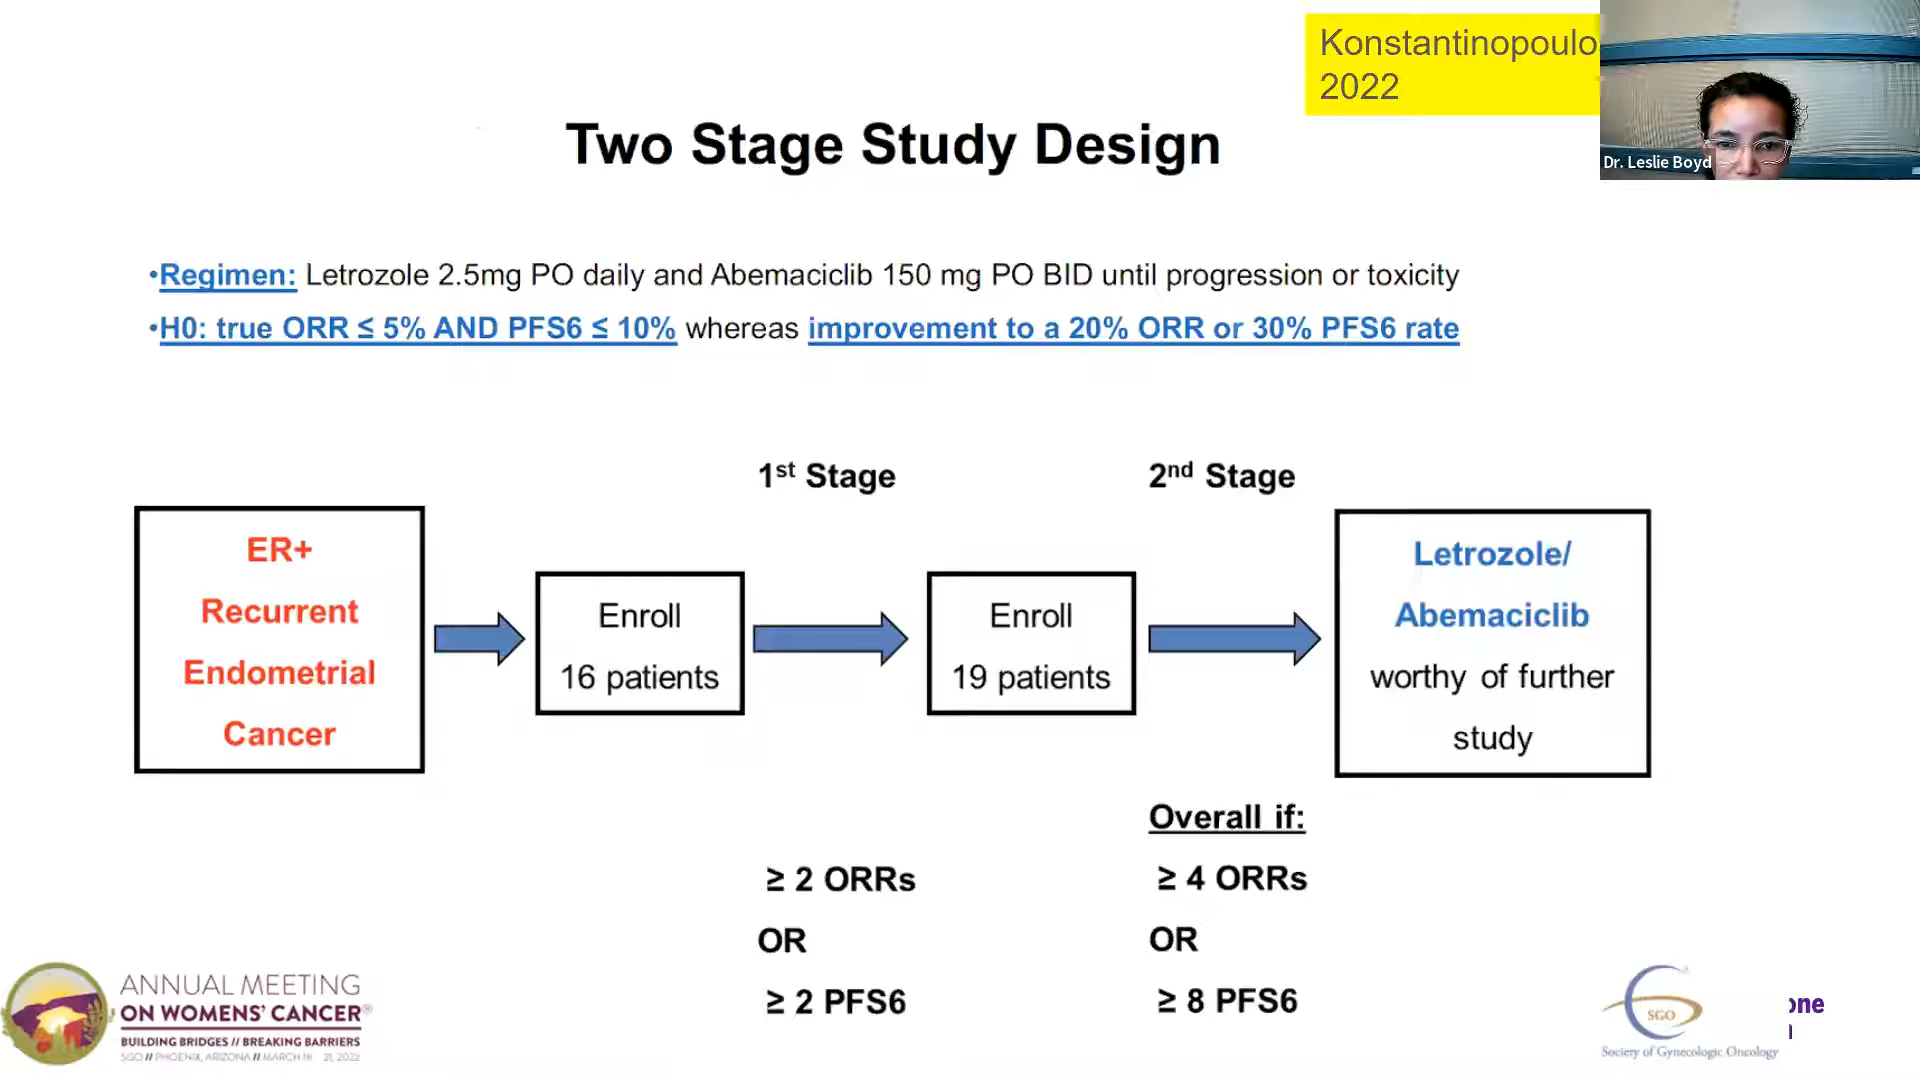 Konstantinopoulo
2022
Dr. Leslie Boyd
Two Stage Study Design
•Regimen: Letrozole 2.5mg PO daily and Abemaciclib 150 mg PO BID until progression or toxicity
•H0: true ORR ≤ 5% AND PFS6 ≤ 10% whereas improvement to a 20% ORR or 30% PFS6 rate
1st Stage
2nd Stage
ER+
Recurrent
Endometrial
Cancer
Enroll
16 patients
Enroll
19 patients
Letrozole/
Abemaciclib
worthy of further
study
Overall if:
≥ 2 ORRs
OR
≥ 2 PFS6
≥ 4 ORRs
OR
≥ 8 PFS6
ANNUAL MEETING
ON WOMENS' CANCER®
BUILDING BRIDGES // BREAKING BARRIERS
SGO // PHOENIX, ARIZONA // MARCH 18 21, 2022
SGO
Society of Gynecologic Oncology
one